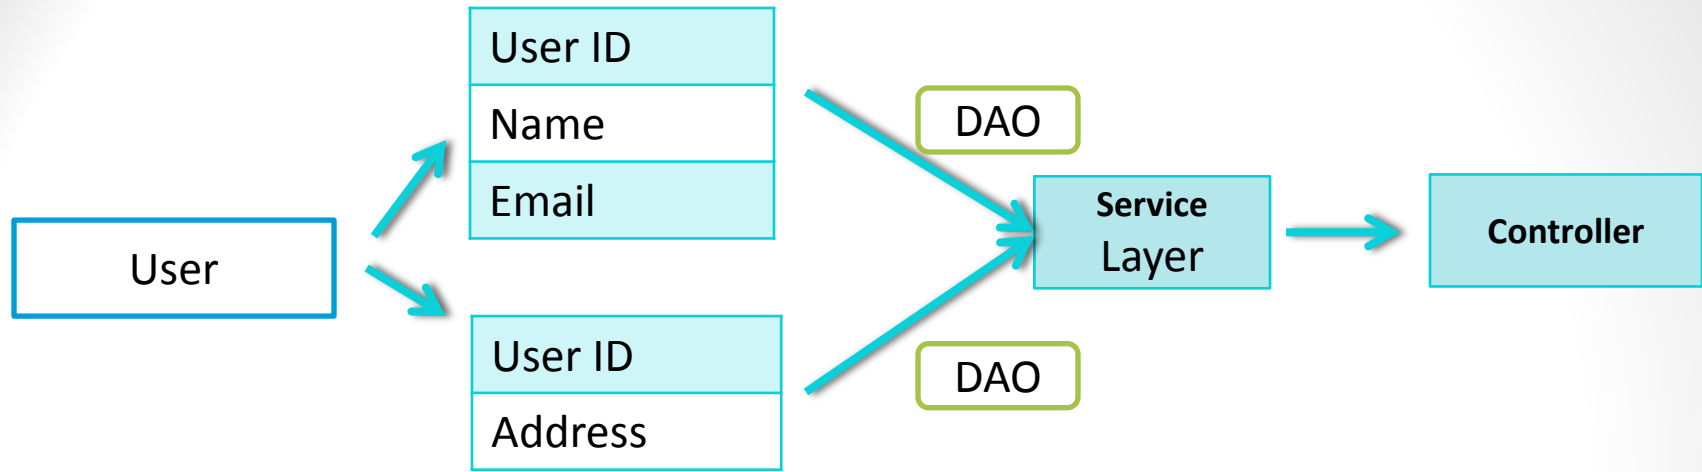 User
User ID
Name
Email
User ID
Address
DAO
DAO
Service
Layer
Controller